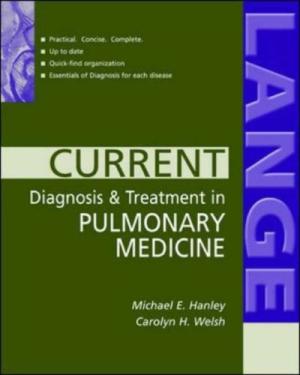 ■ Practical. Concise. Complete.
■ Up to date
■ Quick-find organization
■ Essentials of Diagnosis for each disease
LANGE
CURRENT
Diagnosis & Treatment in
PULMONARY
MEDICINE
Michael E. Hanley
Carolyn H. Welsh